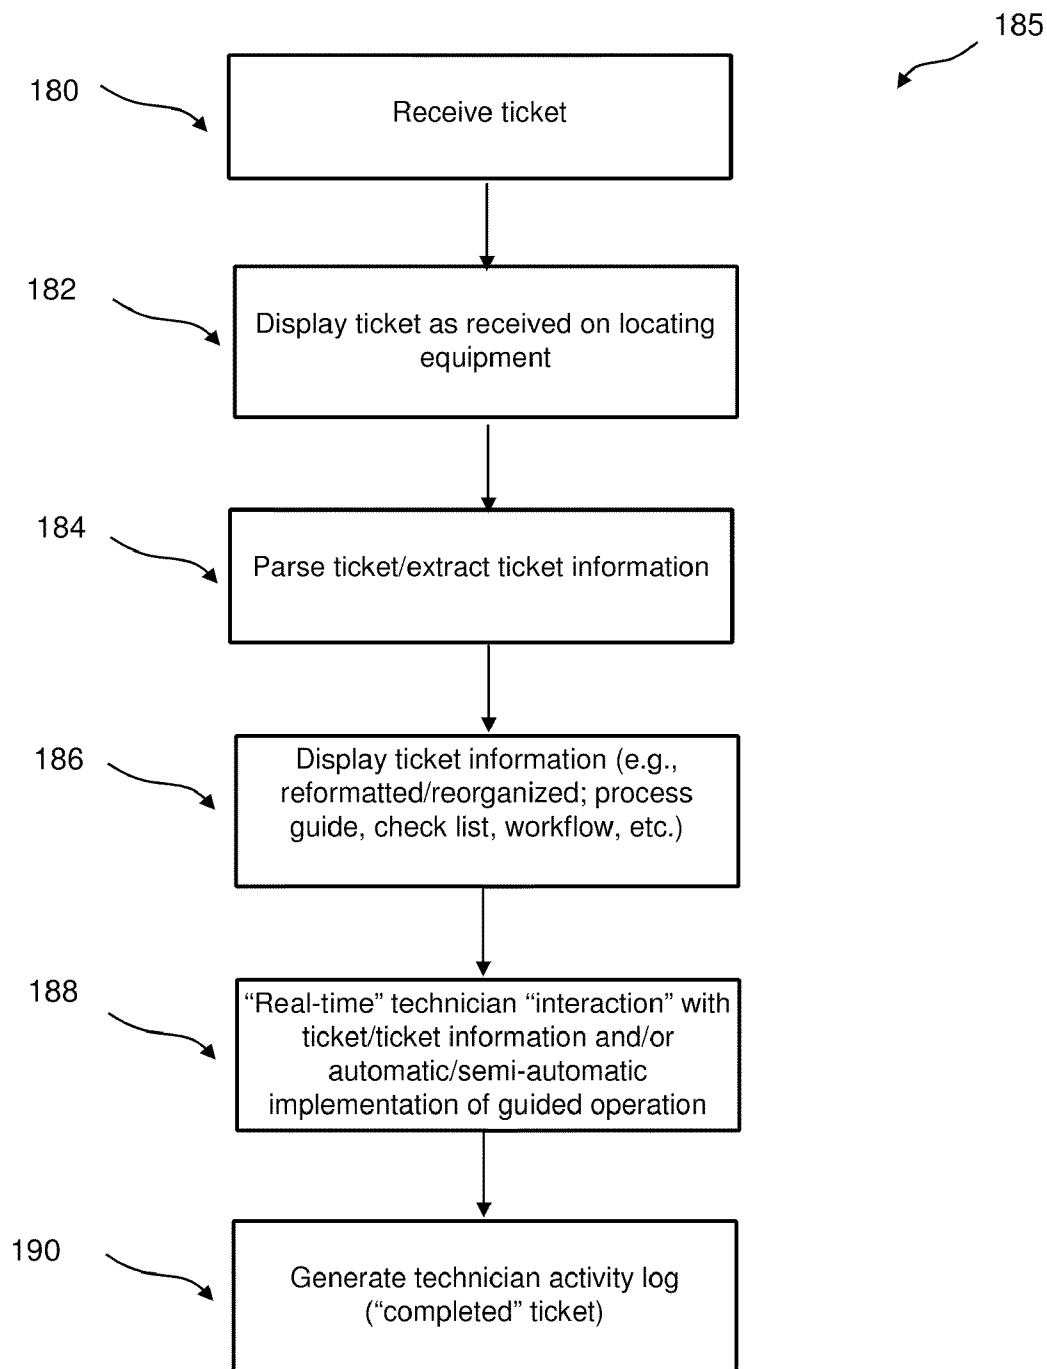 185
180
Receive ticket
182
Display ticket as received on locating
equipment
184
Parse ticket/extract ticket information
186
Display ticket information (e.g.,
reformatted/reorganized; process
guide, check list, workflow, etc.)
188
“Real-time” technician “interaction” with
ticket/ticket information and/or
automatic/semi-automatic
implementation of guided operation
190
Generate technician activity log
(“completed” ticket)